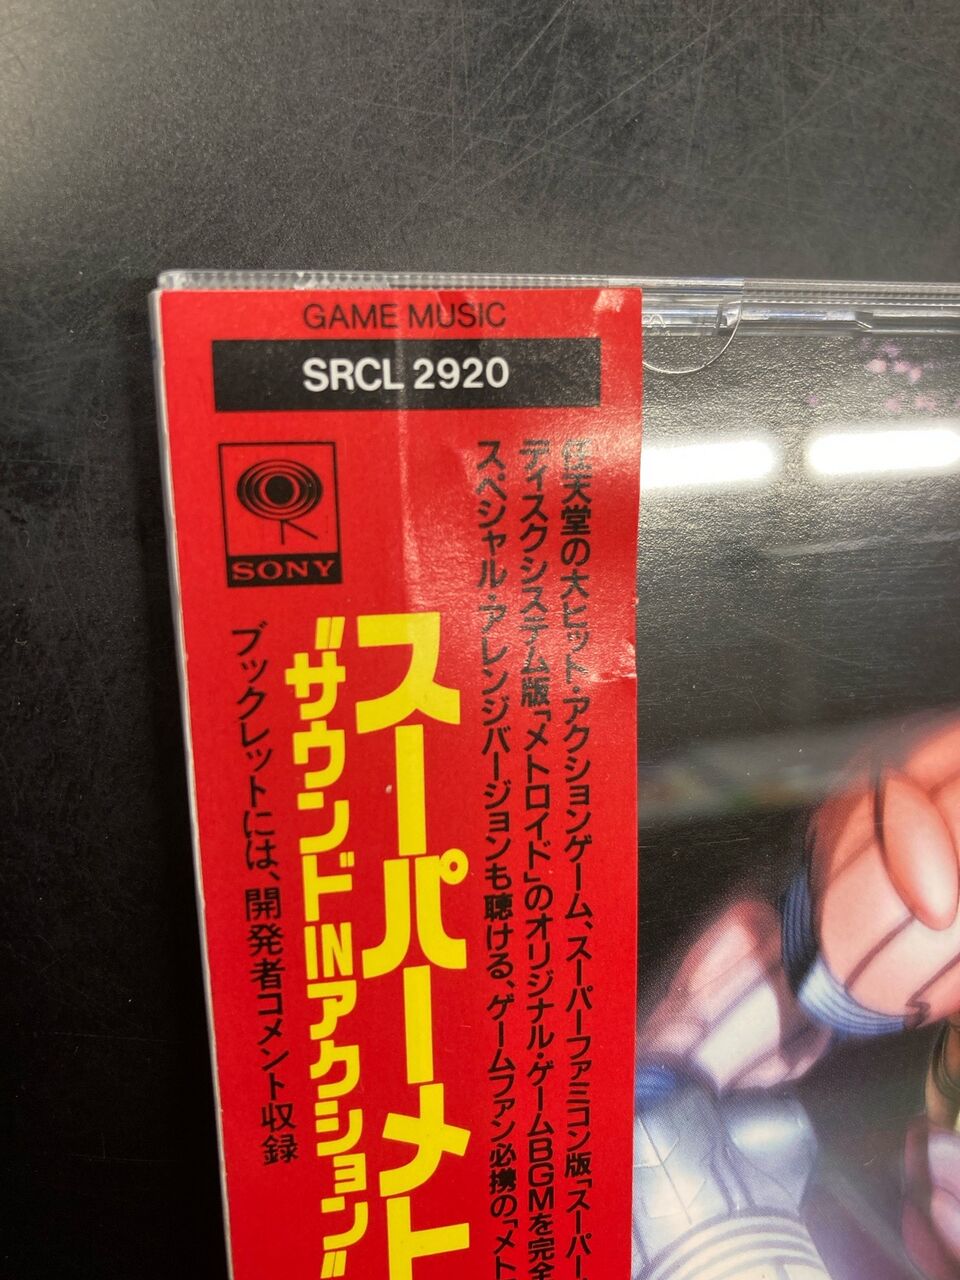 GAME MUSIC
SRCL 2920
SONY
任天堂の大ヒット・アクションゲーム、スーパーファミコン版「スーパー・
ディスクシステム版「メトロイド」のオリジナル・ゲームBGMを完全
スペシャル・アレンジバージョンも聴ける、ゲームファン必携の「メト
スーパーメト
"サウンドINアクション"
ブックレットには、開発者コメント収録